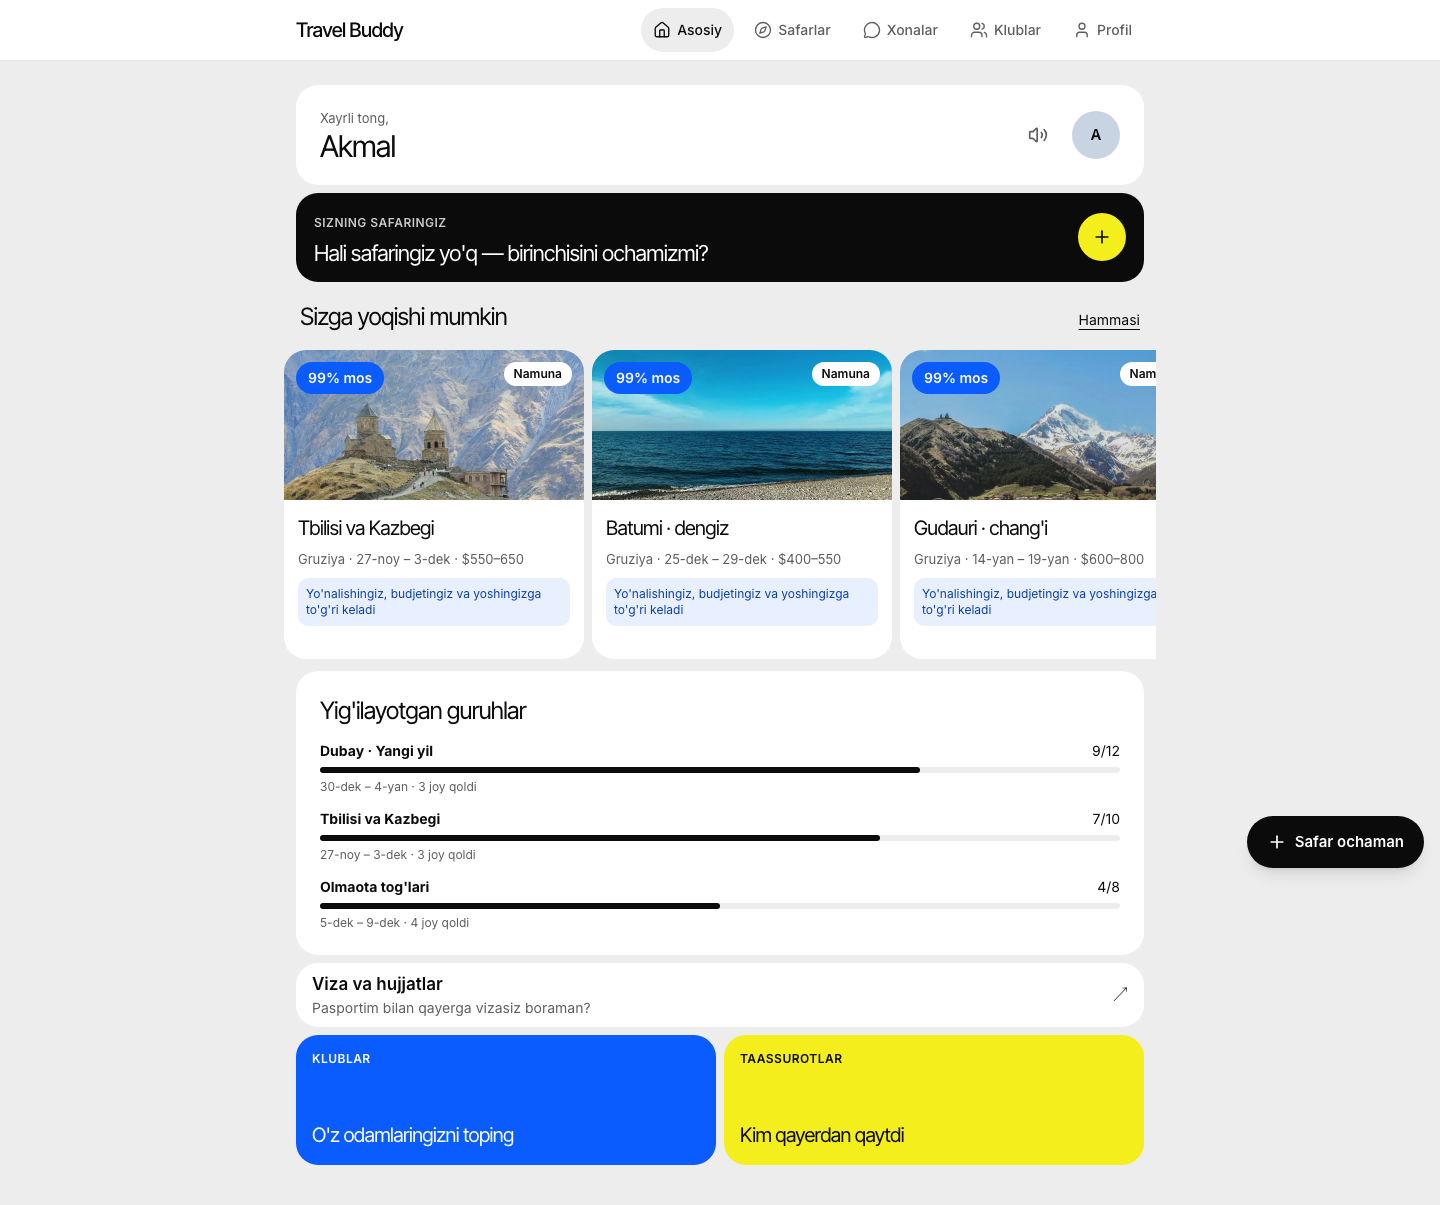 Travel Buddy
Asosiy
Safarlar
Xonalar
Klublar
Profil
Xayrli tong,
Akmal
A
SIZNING SAFARINGIZ
Hali safaringiz yo'q — birinchisini ochamizmi?
Sizga yoqishi mumkin
Hammasi
99% mos
Namuna
Tbilisi va Kazbegi
Gruziya · 27-noy – 3-dek · $550–650
Yo'nalishingiz, budjetingiz va yoshingizga
to'g'ri keladi
99% mos
Namuna
Batumi · dengiz
Gruziya · 25-dek – 29-dek · $400–550
Yo'nalishingiz, budjetingiz va yoshingizga
to'g'ri keladi
99% mos
Nam
Gudauri · chang'i
Gruziya · 14-yan – 19-yan · $600–800
Yo'nalishingiz, budjetingiz va yoshingizga
to'g'ri keladi
Yig'ilayotgan guruhlar
Dubay · Yangi yil
9/12
30-dek – 4-yan · 3 joy qoldi
Tbilisi va Kazbegi
7/10
27-noy – 3-dek · 3 joy qoldi
Olmaota tog'lari
4/8
5-dek – 9-dek · 4 joy qoldi
Safar ochaman
Viza va hujjatlar
Pasportim bilan qayerga vizasiz boraman?
KLUBLAR
O'z odamlaringizni toping
TAASSUROTLAR
Kim qayerdan qaytdi